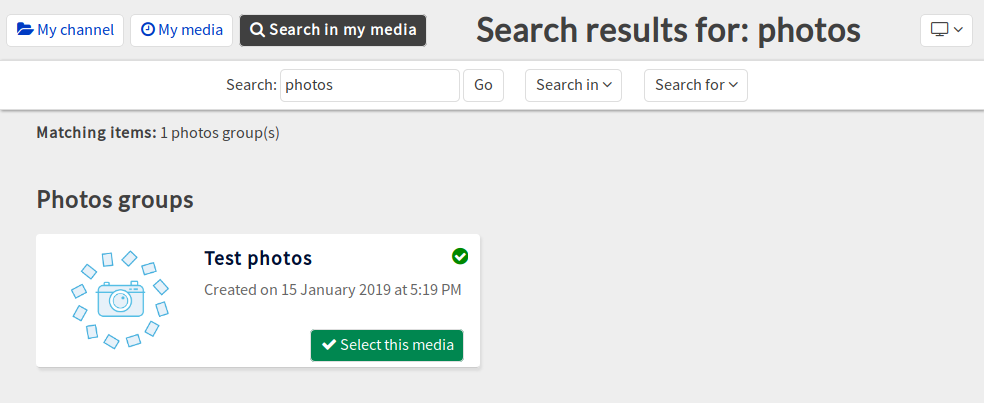 My channel My media Search in my media Search results for: photos
Search: photos Go Search in Search for
Matching items: 1 photos group(s)
Photos groups
Test photos
Created on 15 January 2019 at 5:19 PM
Select this media